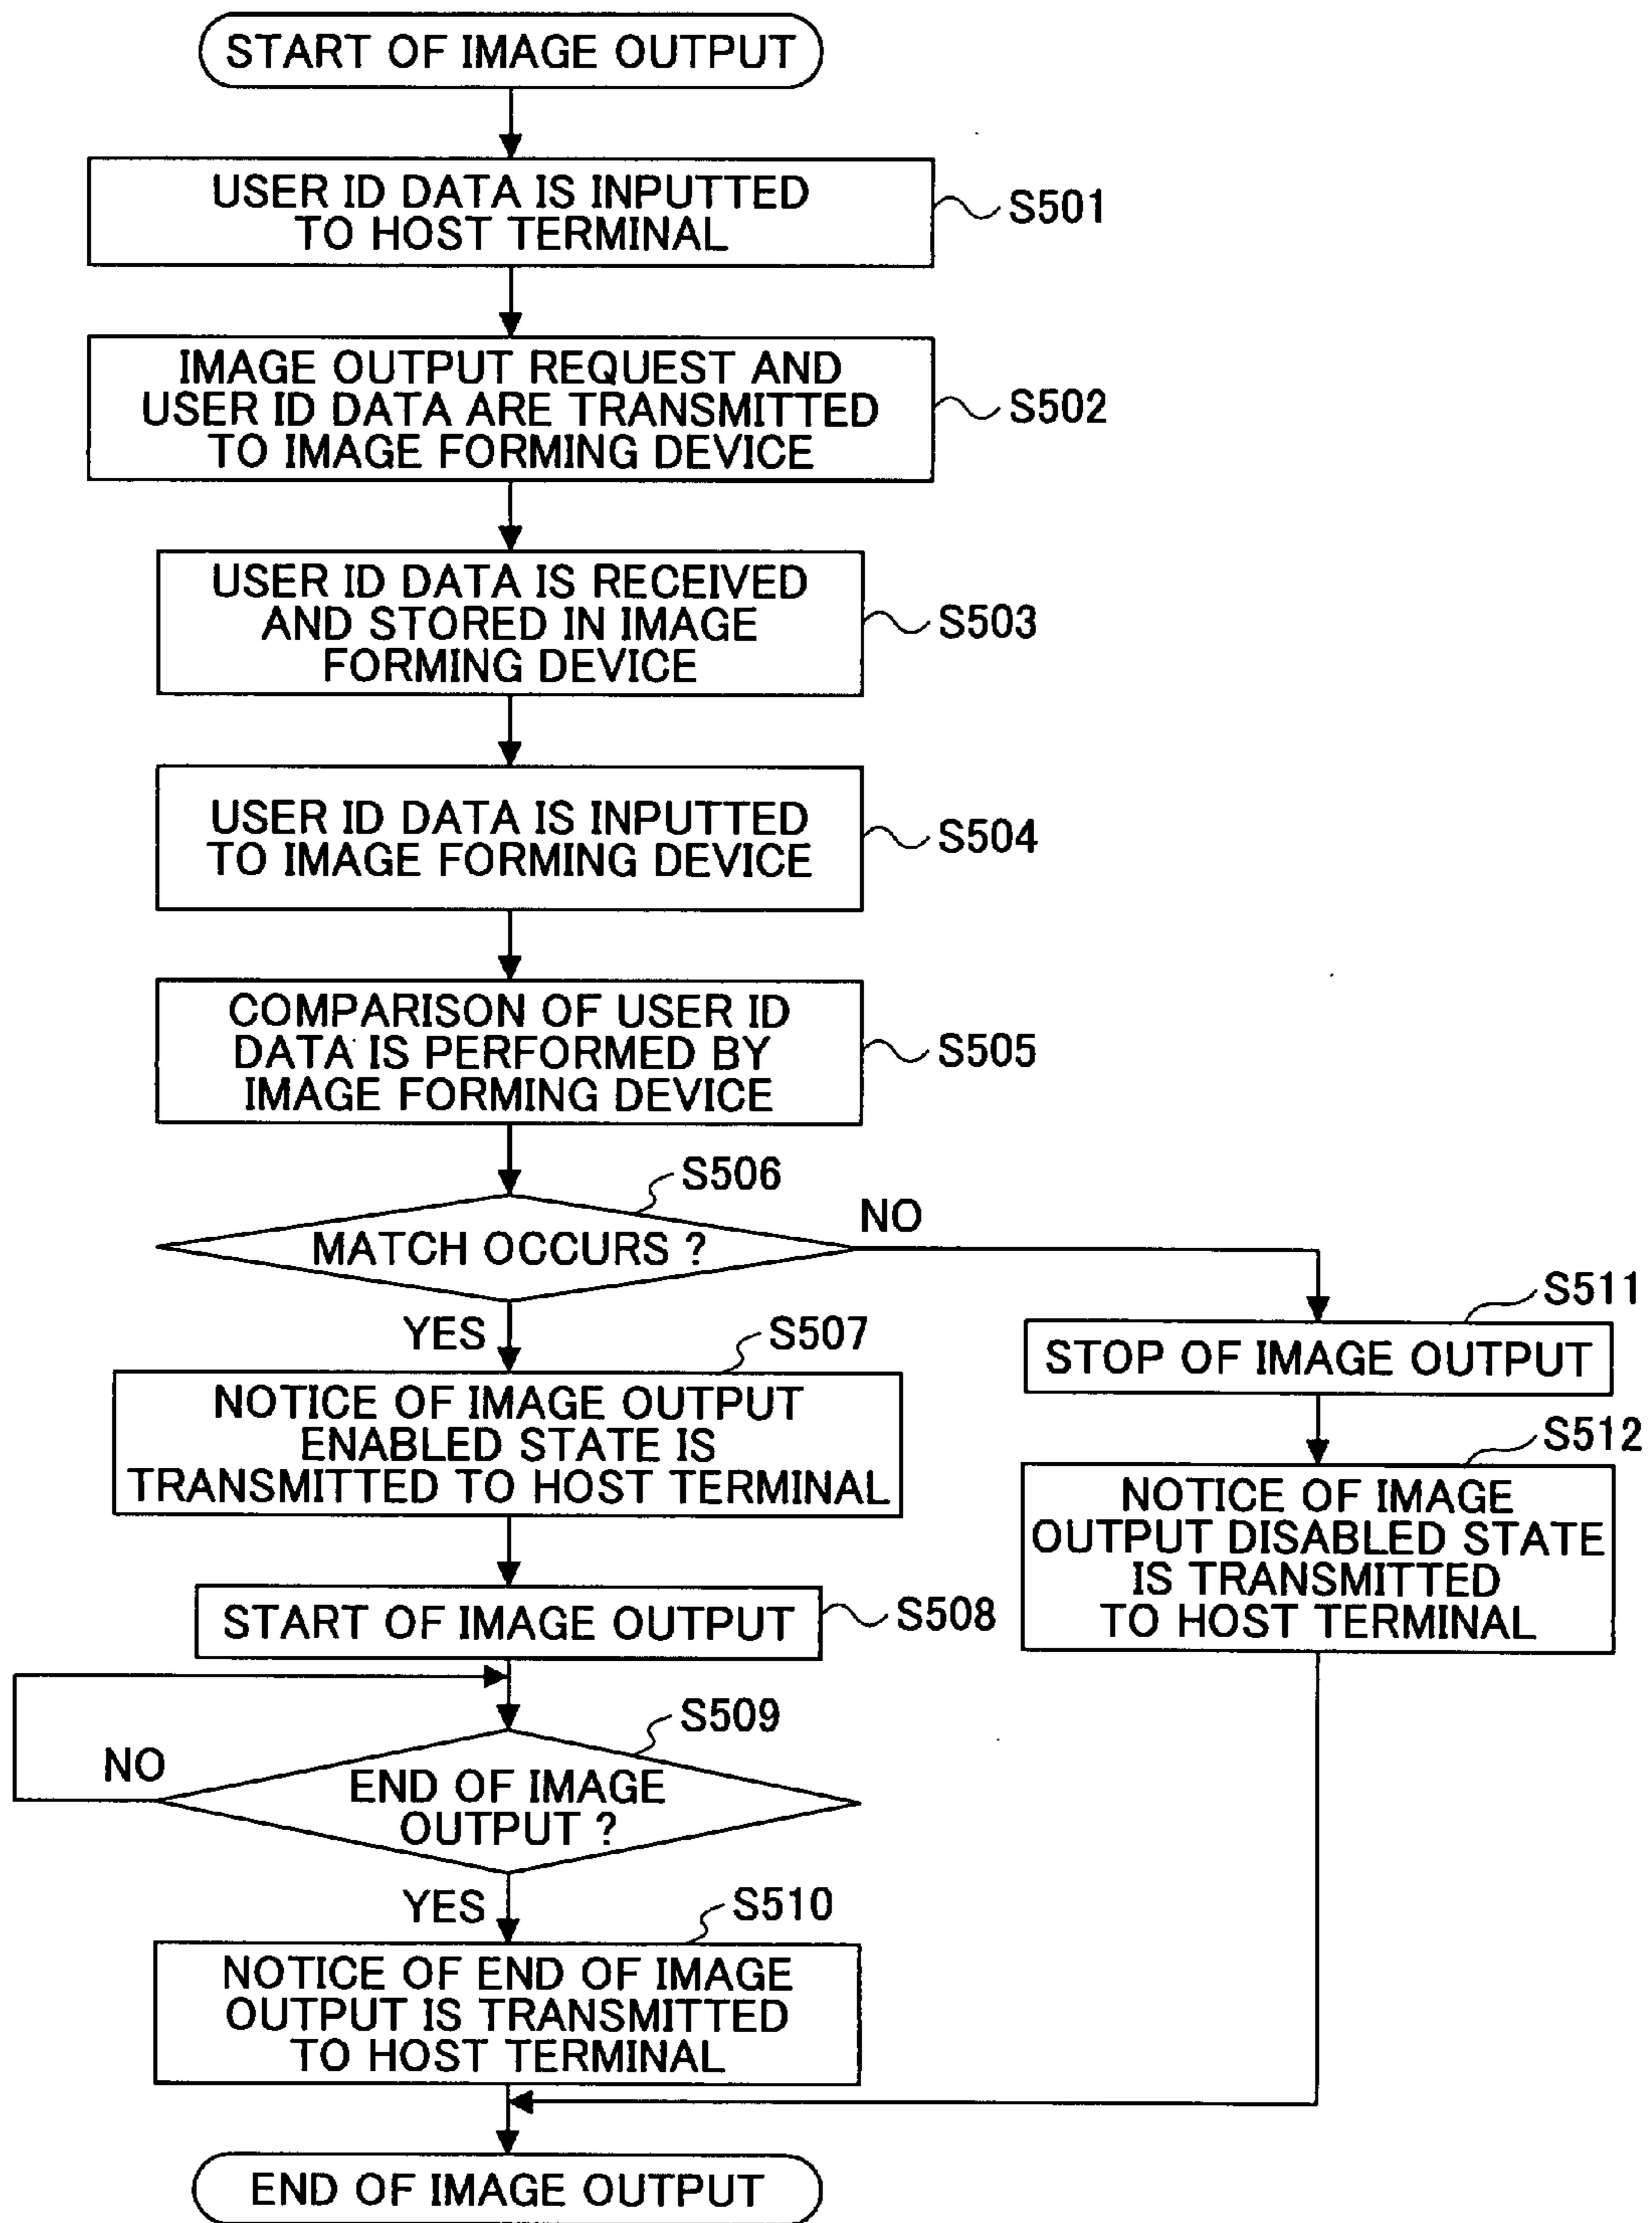 START OF IMAGE OUTPUT
USER ID DATA IS INPUTTED
TO HOST TERMINAL
S501
IMAGE OUTPUT REQUEST AND
USER ID DATA ARE TRANSMITTED
TO IMAGE FORMING DEVICE
S502
USER ID DATA IS RECEIVED
AND STORED IN IMAGE
FORMING DEVICE
S503
USER ID DATA IS INPUTTED
TO IMAGE FORMING DEVICE
S504
COMPARISON OF USER ID
DATA IS PERFORMED BY
IMAGE FORMING DEVICE
S505
S506
MATCH OCCURS ?
NO
YES
S507
NOTICE OF IMAGE OUTPUT
ENABLED STATE IS
TRANSMITTED TO HOST TERMINAL
S511
STOP OF IMAGE OUTPUT
S512
NOTICE OF IMAGE
OUTPUT DISABLED STATE
IS TRANSMITTED
TO HOST TERMINAL
START OF IMAGE OUTPUT
S508
S509
NO
END OF IMAGE
OUTPUT ?
YES
S510
NOTICE OF END OF IMAGE
OUTPUT IS TRANSMITTED
TO HOST TERMINAL
END OF IMAGE OUTPUT